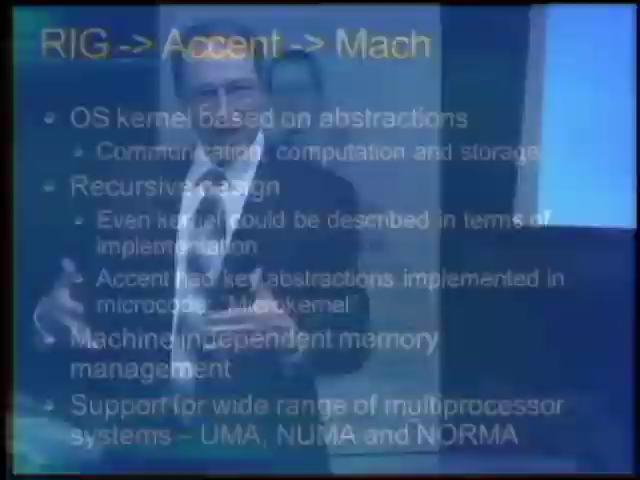 RIG -> Accent -> Mach
OS kernel based on abstractions
Communication, computation and storage
Recursive design
Even kernel could be described in terms of
implementation
Accent had key abstractions implemented in
microcode: "Microkernel"
Machine independent memory
management
Support for wide range of multiprocessor
systems – UMA, NUMA and NORMA